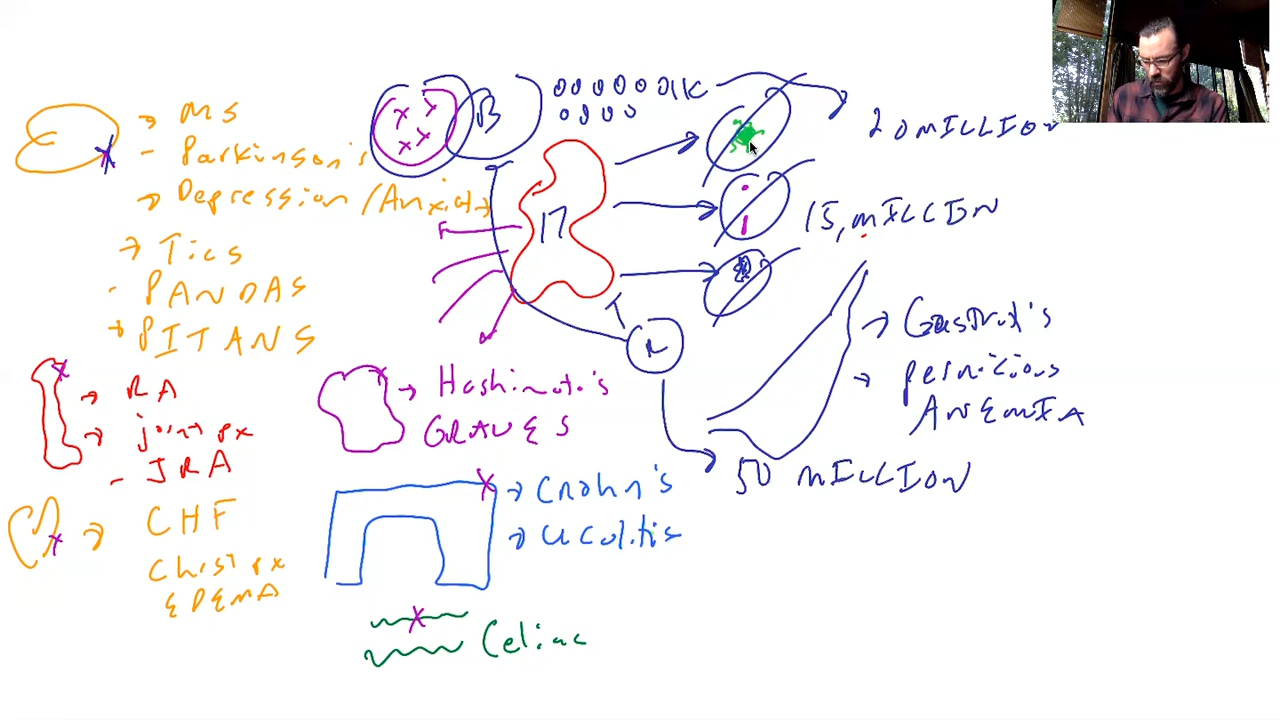 MS
Parkinson's
Depression/Anxiety
Tics
PANDAS
PITANS
B
17
R
20 MILLION
15, MILLION
50 MILLION
pernicious
ANEMIA
RA
joint px
JRA
CHF
Chest px
EDEMA
Hashimoto's
GRAVES
Crohn's
U Colitis
Celiac